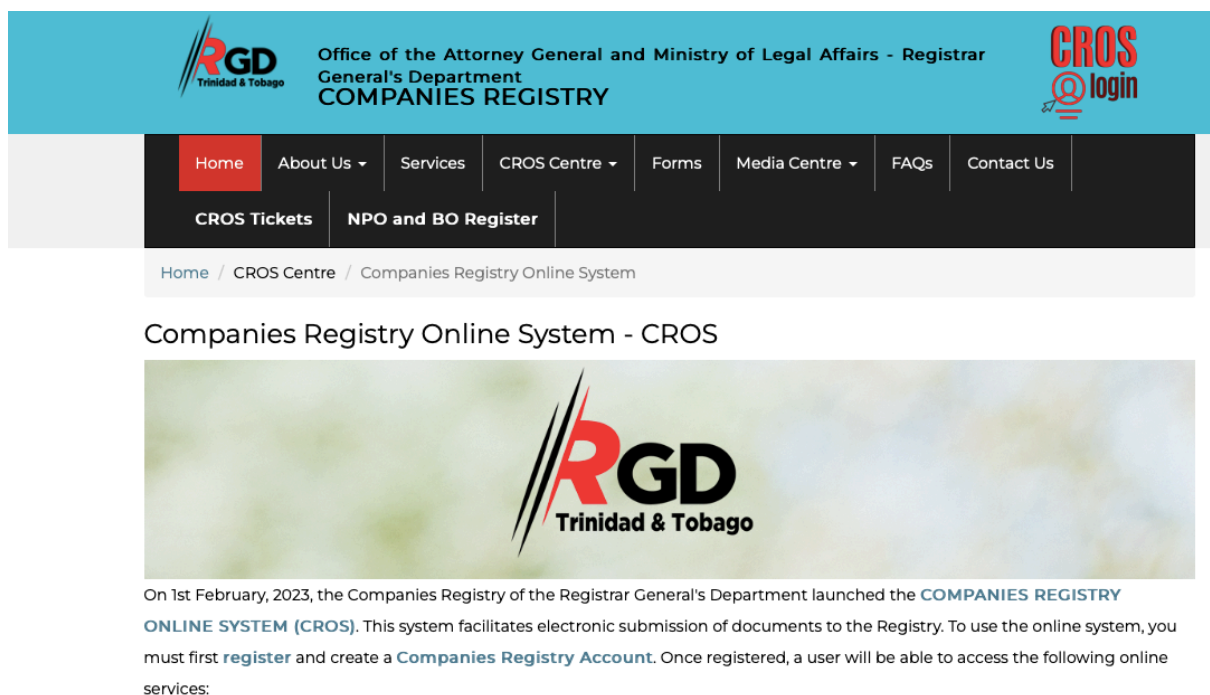 RGD
Trinidad & Tobago
Office of the Attorney General and Ministry of Legal Affairs - Registrar
General's Department
COMPANIES REGISTRY
CROS
login
Home About Us Services CROS Centre Forms Media Centre FAQs Contact Us
CROS Tickets NPO and BO Register
Home / CROS Centre / Companies Registry Online System
Companies Registry Online System - CROS
RGD
Trinidad & Tobago
On 1st February, 2023, the Companies Registry of the Registrar General's Department launched the COMPANIES REGISTRY
ONLINE SYSTEM (CROS). This system facilitates electronic submission of documents to the Registry. To use the online system, you
must first register and create a Companies Registry Account. Once registered, a user will be able to access the following online
services: